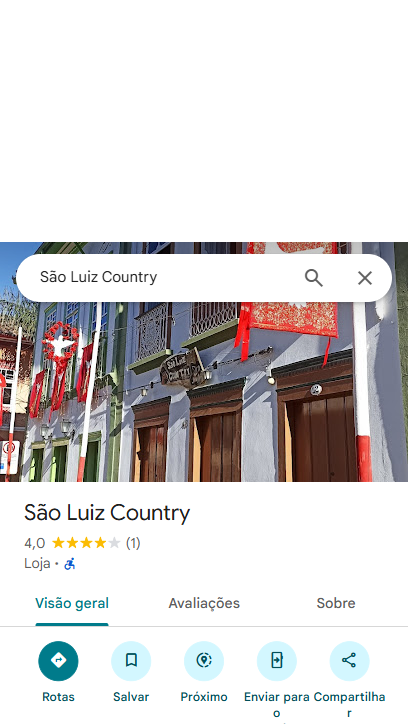 São Luiz Country
São Luiz Country
4,0 (1)
Loja ·
Visão geral Avaliações Sobre
Rotas Salvar Próximo Enviar para o Compartilhar